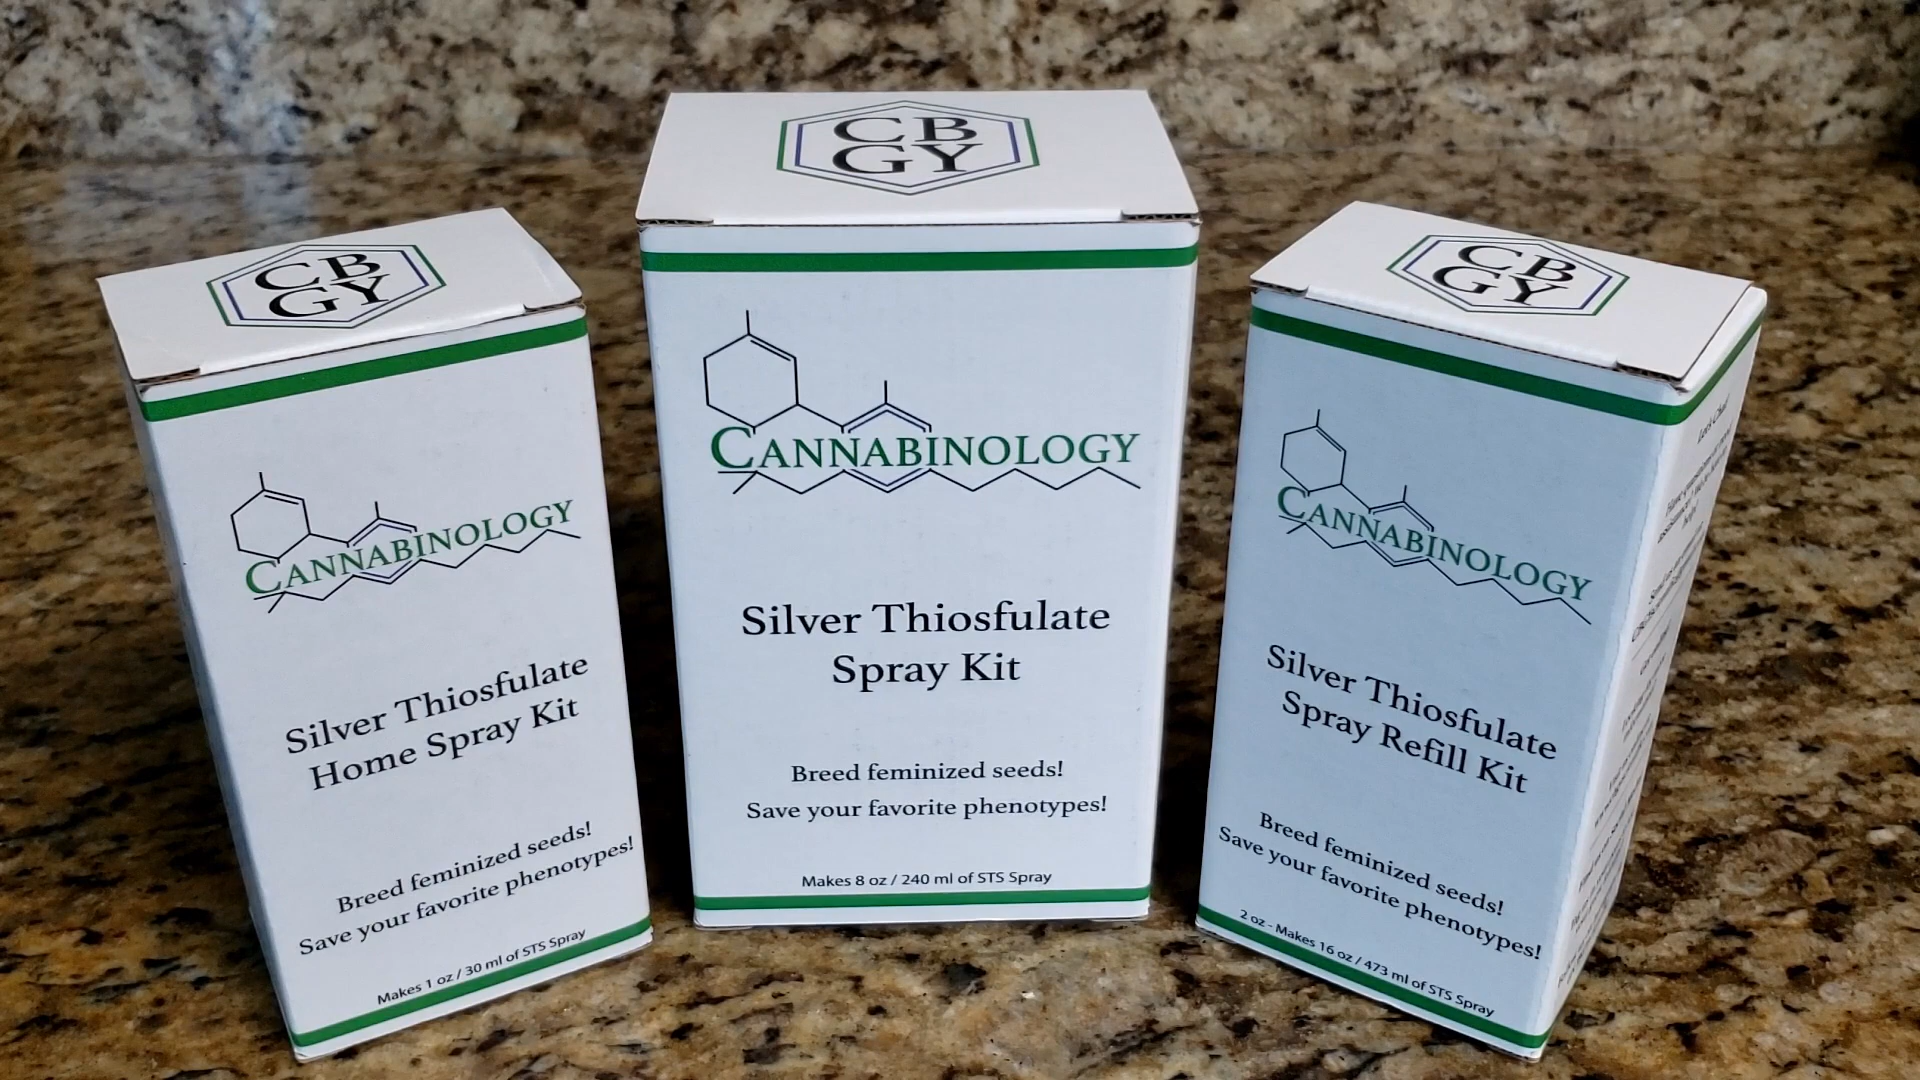 CB
GY
CANNABINOLOGY
Silver Thiosfulate
Home Spray Kit
Breed feminized seeds!
Save your favorite phenotypes!
Makes 1 oz / 30 ml of STS Spray
CB
GY
CANNABINOLOGY
Silver Thiosfulate
Spray Kit
Breed feminized seeds!
Save your favorite phenotypes!
Makes 8 oz / 240 ml of STS Spray
CB
GY
CANNABINOLOGY
Silver Thiosfulate
Spray Refill Kit
Breed feminized seeds!
Save your favorite phenotypes!
2 oz - Makes 16 oz / 473 ml of STS Spray